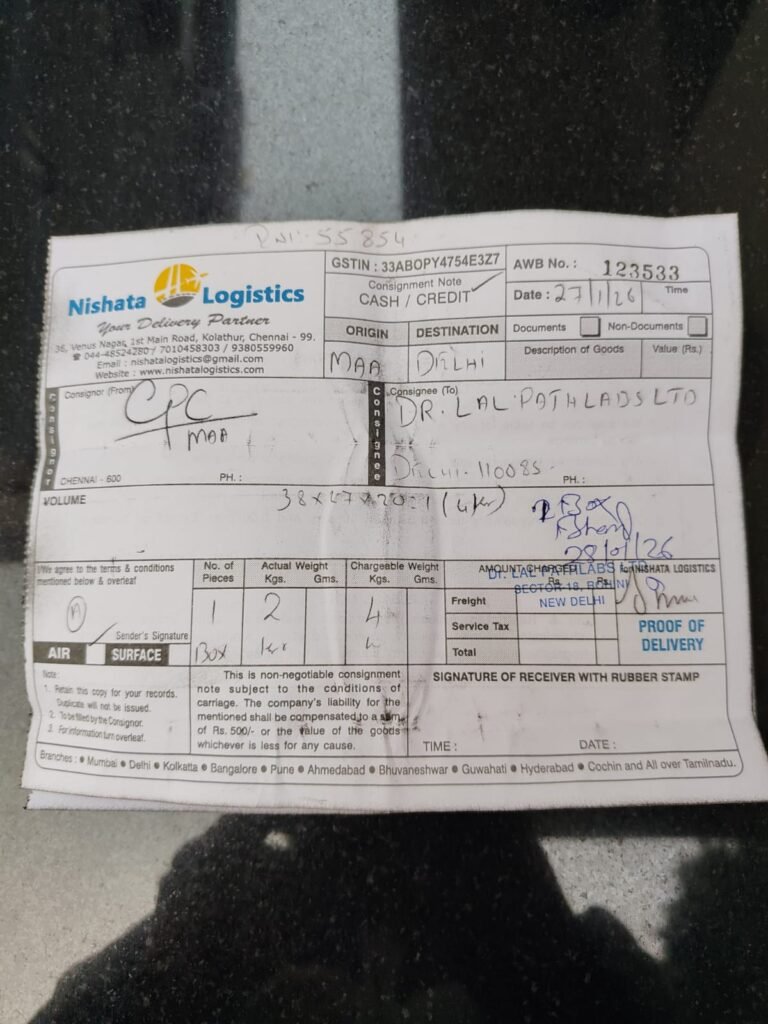 55854
Nishata Logistics
Your Delivery Partner
36, Venus Nagar, 1st Main Road, Kolathur, Chennai - 99.
☎ 044-48524280 / 7010458303 / 9380559960
Email : nishatalogistics@gmail.com
Website : www.nishatalogistics.com
GSTIN : 33ABOPY4754E3Z7
Consignment Note
CASH / CREDIT
AWB No. : 123533
Date : 27/1/26 Time
ORIGIN DESTINATION
MAA DELHI
Documents Non-Documents
Description of Goods Value (Rs.)
Consignor
Consignor (From)
CPC
MAA
CHENNAI - 600 PH. :
Consignee
Consignee (To)
DR. LAL PATHLABS LTD
DELHI-110085 PH. :
VOLUME
Box
28/01/26
I/We agree to the terms & conditions
mentioned below & overleaf
A
Sender's Signature
AIR SURFACE
No. of Pieces
1
Box
Actual Weight
Kgs. Gms.
2
Chargeable Weight
Kgs. Gms.
4
AMOUNT CHARGED for NISHATA LOGISTICS
Rs. Rs.
Dr. LAL PATHLABS
SECTOR 18, ROHINI
NEW DELHI
Freight
Service Tax
Total
PROOF OF
DELIVERY
Note :
1. Retain this copy for your records.
Duplicate will not be issued.
2. To be filled by the Consignor.
3. For information turn overleaf.
This is non-negotiable consignment
note subject to the conditions of
carriage. The company's liability for the
mentioned shall be compensated to a sum
of Rs. 500/- or the value of the goods
whichever is less for any cause.
SIGNATURE OF RECEIVER WITH RUBBER STAMP
TIME : DATE :
Branches : ● Mumbai ● Delhi ● Kolkatta ● Bangalore ● Pune ● Ahmedabad ● Bhuvaneshwar ● Guwahati ● Hyderabad ● Cochin and All over Tamilnadu.